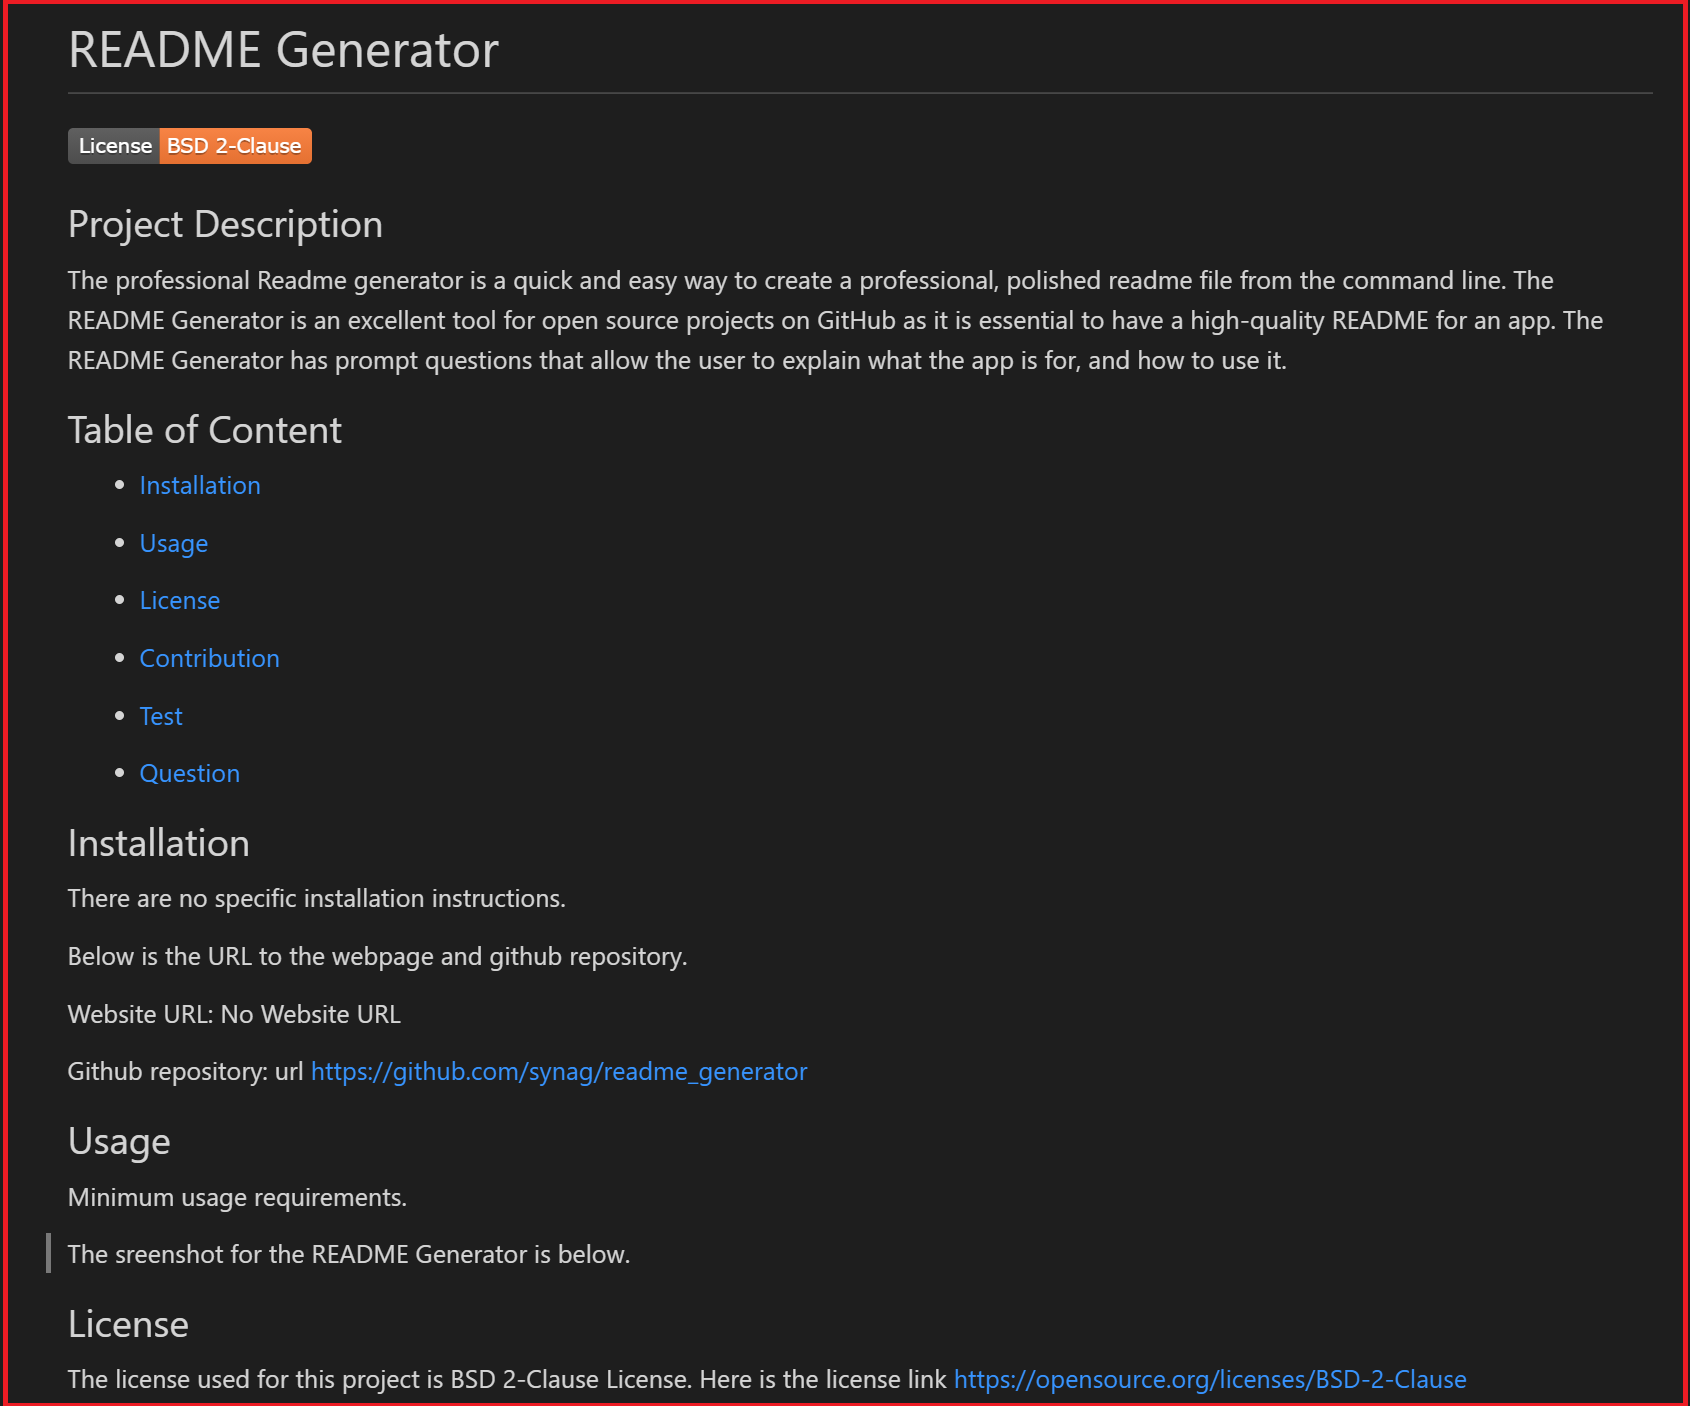 README Generator
License BSD 2-Clause
Project Description
The professional Readme generator is a quick and easy way to create a professional, polished readme file from the command line. The
README Generator is an excellent tool for open source projects on GitHub as it is essential to have a high-quality README for an app. The
README Generator has prompt questions that allow the user to explain what the app is for, and how to use it.
Table of Content
• Installation
• Usage
• License
• Contribution
• Test
• Question
Installation
There are no specific installation instructions.
Below is the URL to the webpage and github repository.
Website URL: No Website URL
Github repository: url https://github.com/synag/readme_generator
Usage
Minimum usage requirements.
The sreenshot for the README Generator is below.
License
The license used for this project is BSD 2-Clause License. Here is the license link https://opensource.org/licenses/BSD-2-Clause